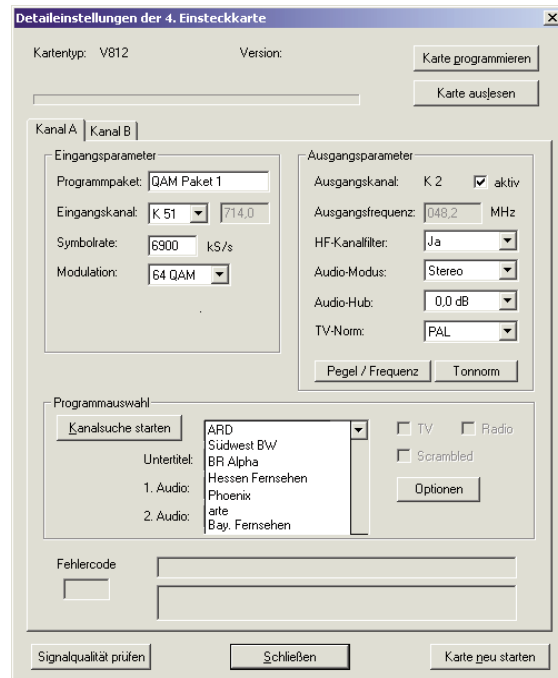 Detaileinstellungen der 4. Einsteckkarte
Kartentyp: V812 Version:
Karte programmieren
Karte auslesen
Kanal A Kanal B
Eingangsparameter
Programmpaket: QAM Paket 1
Eingangskanal: K 51 714,0
Symbolrate: 6900 kS/s
Modulation: 64 QAM
Ausgangsparameter
Ausgangskanal: K 2 aktiv
Ausgangsfrequenz: 048,2 MHz
HF-Kanalfilter: Ja
Audio-Modus: Stereo
Audio-Hub: 0,0 dB
TV-Norm: PAL
Pegel / Frequenz Tonnorm
Programmauswahl
Kanalsuche starten
Untertitel:
1. Audio:
2. Audio:
ARD
Südwest BW
BR Alpha
Hessen Fernsehen
Phoenix
arte
Bay. Fernsehen
TV Radio
Scrambled
Optionen
Fehlercode
Signalqualität prüfen Schließen Karte neu starten